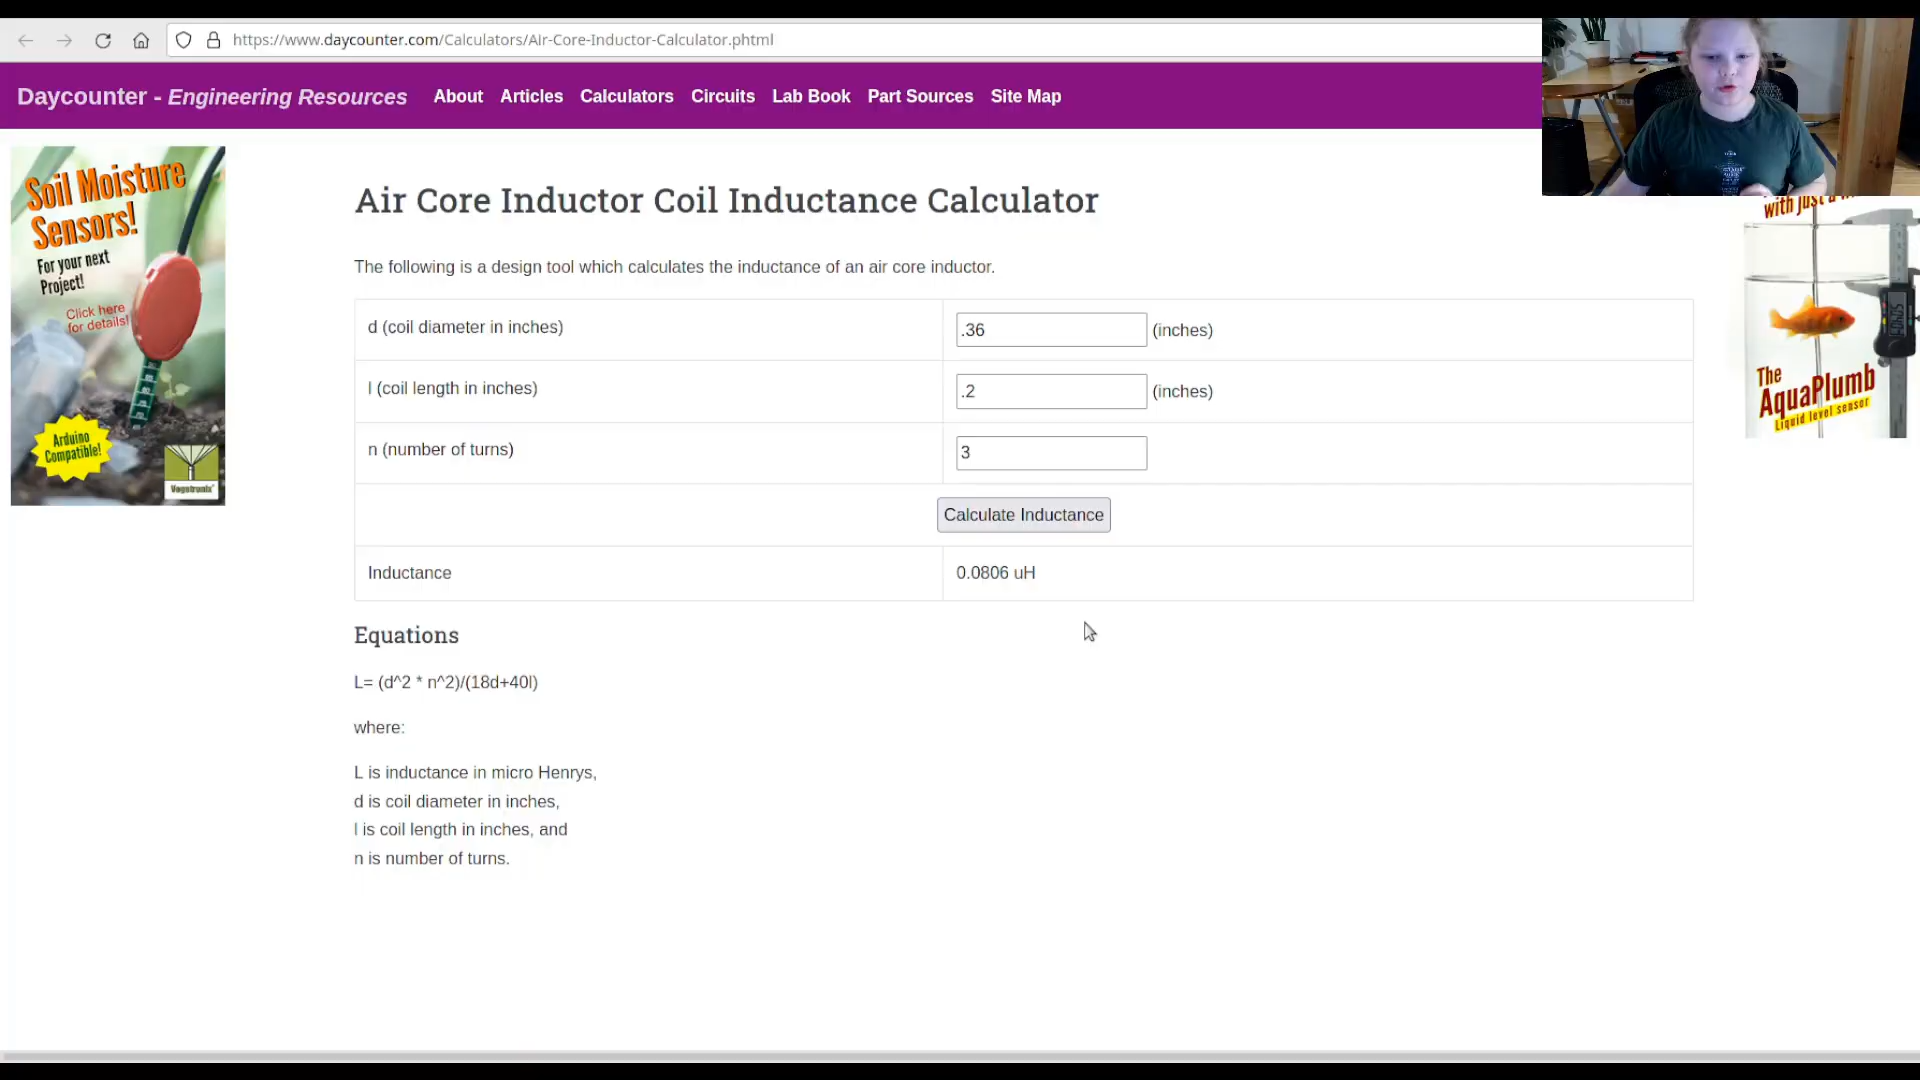 https://www.daycounter.com/Calculators/Air-Core-Inductor-Calculator.phtml
Daycounter - Engineering Resources About Articles Calculators Circuits Lab Book Part Sources Site Map
Soil Moisture
Sensors!
For your next
Project!
Click here
for details!
Arduino
Compatible!
Vegetronix
Air Core Inductor Coil Inductance Calculator
The following is a design tool which calculates the inductance of an air core inductor.
d (coil diameter in inches) .36 (inches)
l (coil length in inches) .2 (inches)
n (number of turns) 3
Calculate Inductance
Inductance 0.0806 uH
Equations
L= (d^2 * n^2)/(18d+40l)
where:
L is inductance in micro Henrys,
d is coil diameter in inches,
l is coil length in inches, and
n is number of turns.
with just a
The
AquaPlumb
Liquid level sensor